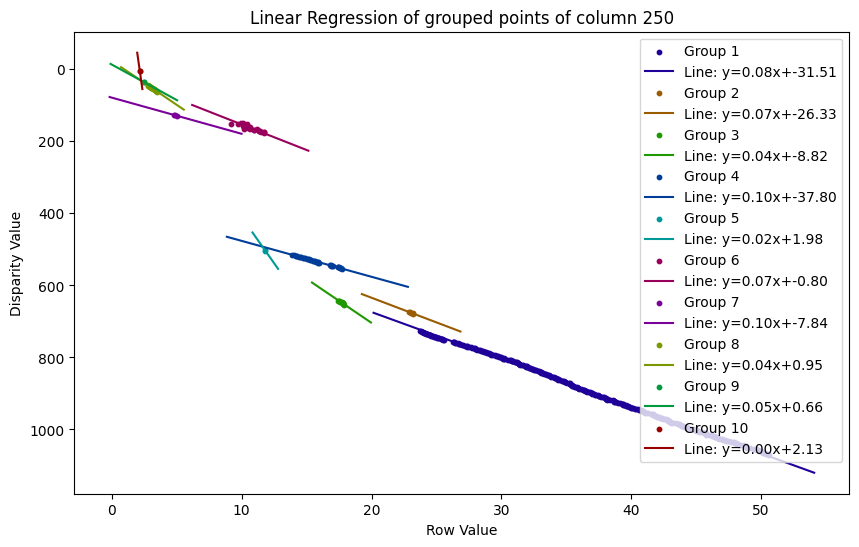 Linear Regression of grouped points of column 250
Group 1
Line: y=0.08x+-31.51
Group 2
Line: y=0.07x+-26.33
Group 3
Line: y=0.04x+-8.82
Group 4
Line: y=0.10x+-37.80
Group 5
Line: y=0.02x+1.98
Group 6
Line: y=0.07x+-0.80
Group 7
Line: y=0.10x+-7.84
Group 8
Line: y=0.04x+0.95
Group 9
Line: y=0.05x+0.66
Group 10
Line: y=0.00x+2.13
Disparity Value
0
200
400
600
800
1000
0 10 20 30 40 50
Row Value